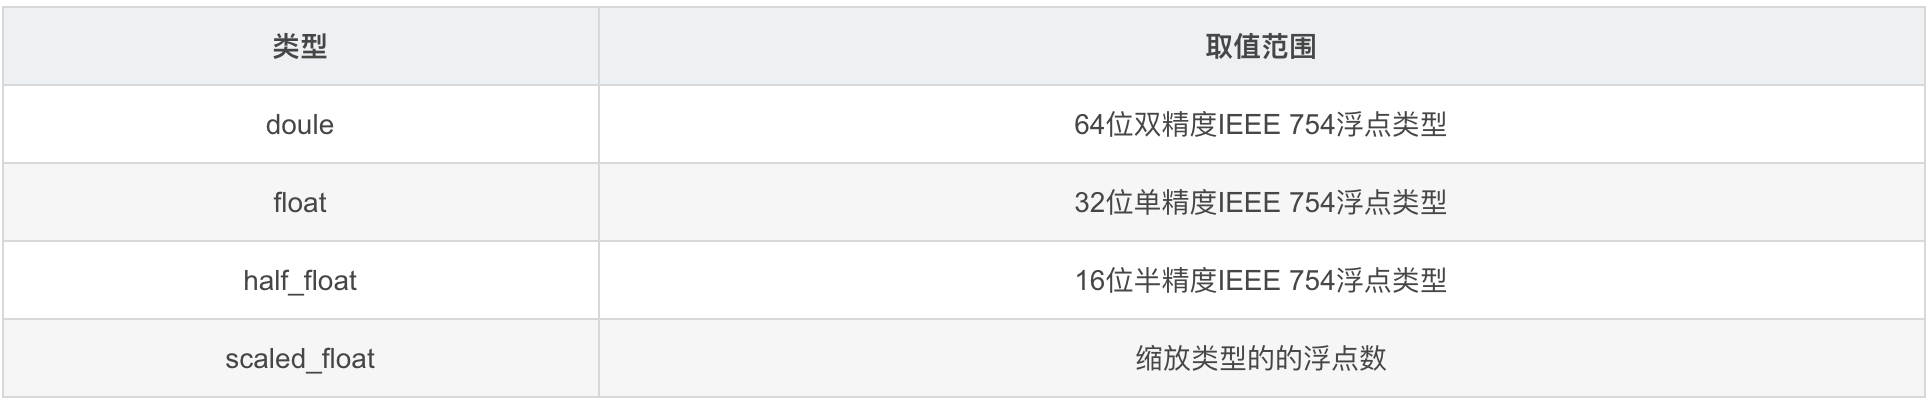 类型 取值范围
doule 64位双精度IEEE 754浮点类型
float 32位单精度IEEE 754浮点类型
half_float 16位半精度IEEE 754浮点类型
scaled_float 缩放类型的的浮点数